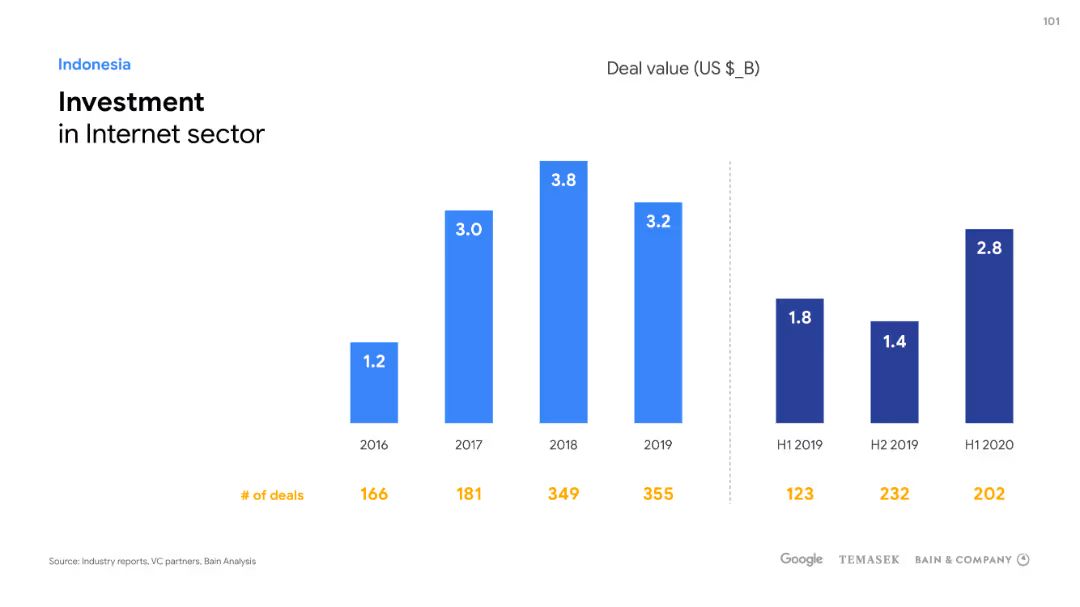 101
Indonesia
Investment
in Internet sector
Deal value (US $_B)
1.2
3.0
3.8
3.2
1.8
1.4
2.8
2016 2017 2018 2019 H1 2019 H2 2019 H1 2020
# of deals 166 181 349 355 123 232 202
Source: Industry reports, VC partners, Bain Analysis
Google TEMASEK BAIN & COMPANY